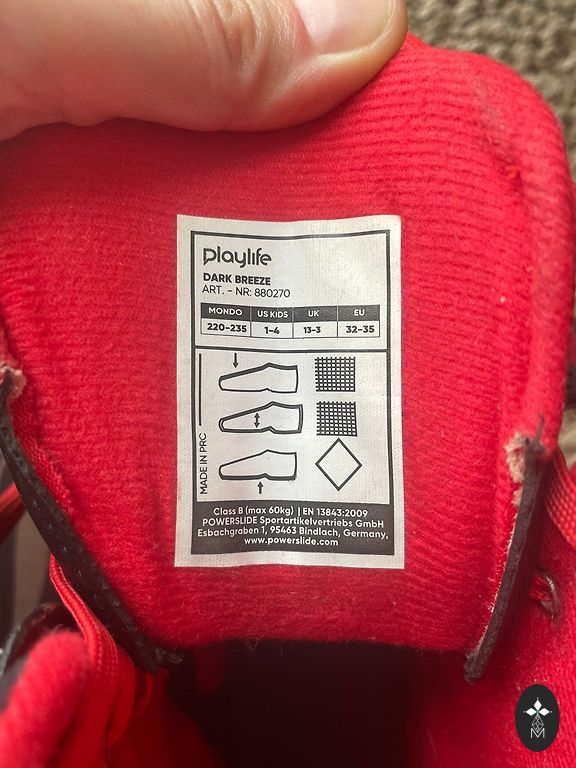 playlife
DARK BREEZE
ART. - NR: 880270
MONDO US KIDS UK EU
220-235 1-4 13-3 32-35
MADE IN PRC
Class B (max 60kg) | EN 13843:2009
POWERSLIDE Sportartikelvertriebs GmbH
Esbachgraben 1, 95463 Bindlach, Germany,
www.powerslide.com
M